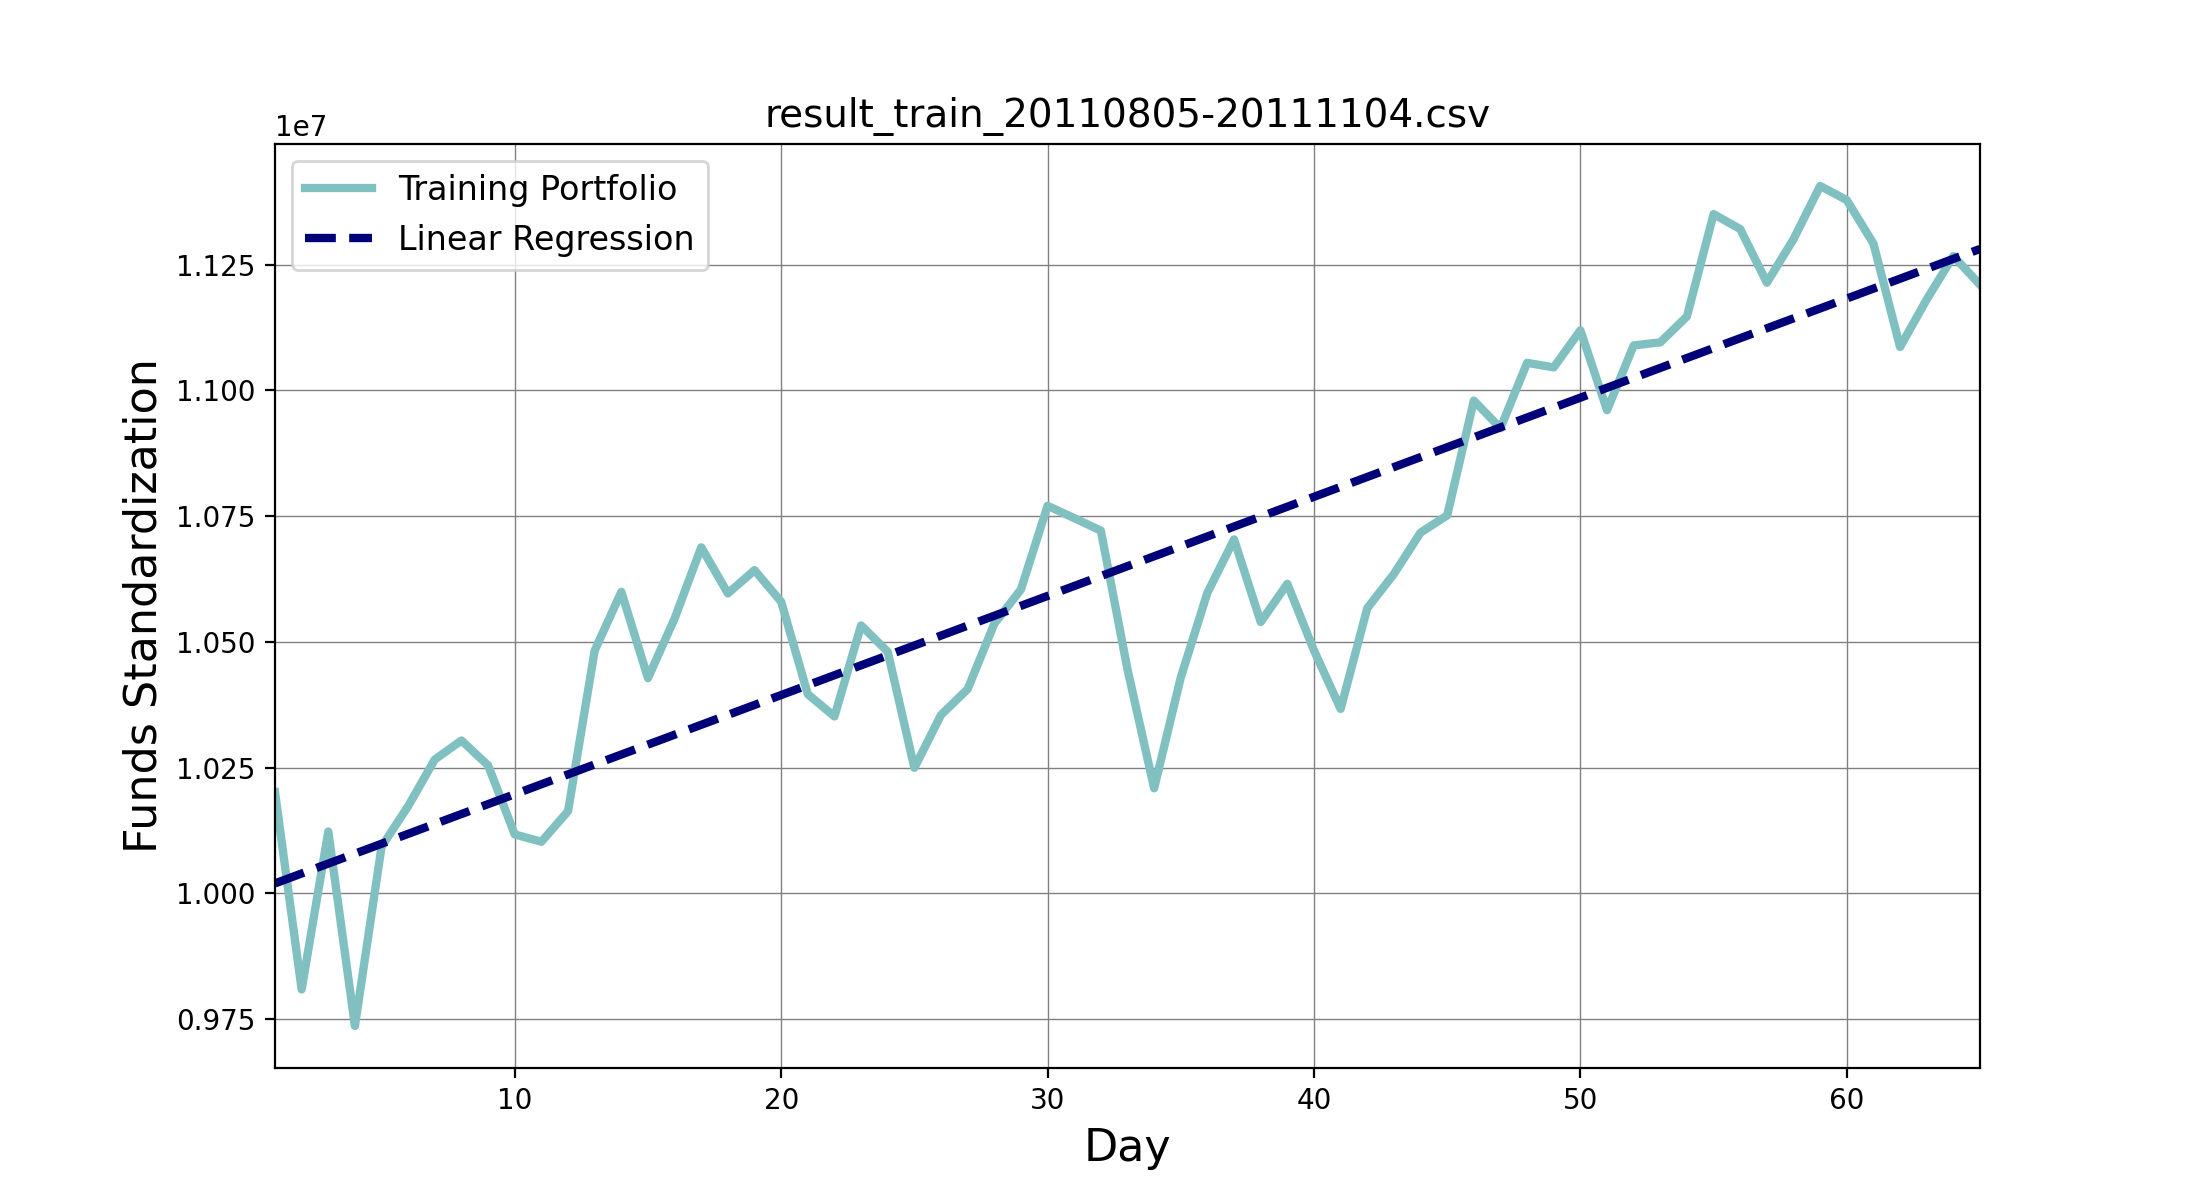 result_train_20110805-20111104.csv
1e7
Training Portfolio
Linear Regression
1.125
1.100
1.075
1.050
1.025
1.000
0.975
Funds Standardization
10 20 30 40 50 60
Day